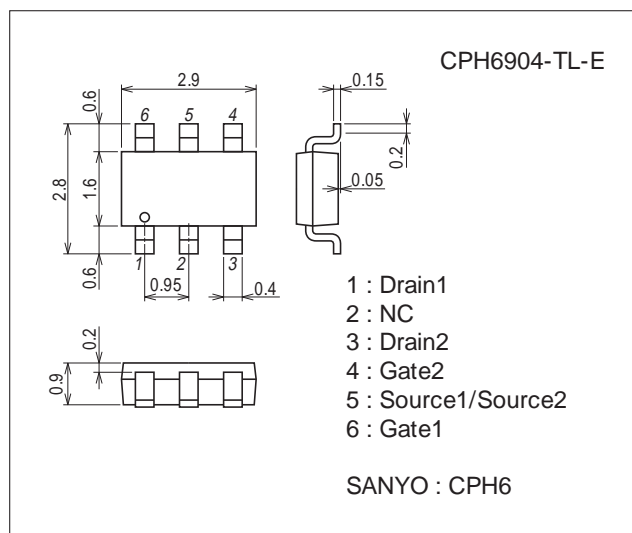 CPH6904-TL-E
2.9
0.15
0.6
6
5
4
0.2
2.8
1.6
0.05
0.6
1
2
3
0.95
0.4
1 : Drain1
2 : NC
3 : Drain2
4 : Gate2
5 : Source1/Source2
6 : Gate1
0.2
0.9
SANYO : CPH6